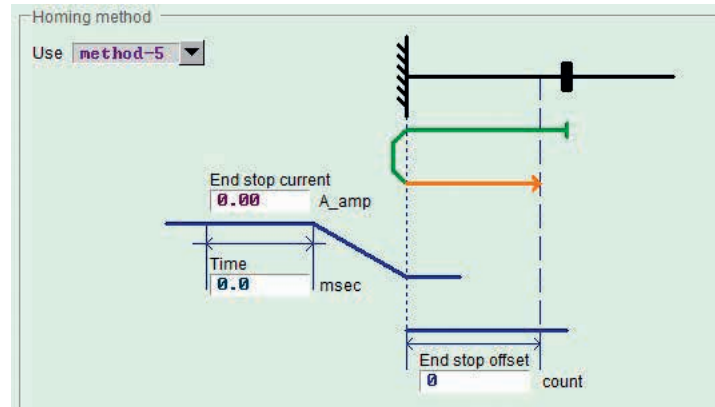 Homing method
Use method-5
End stop current
0.00 A_amp
Time
0.0 msec
End stop offset
0 count